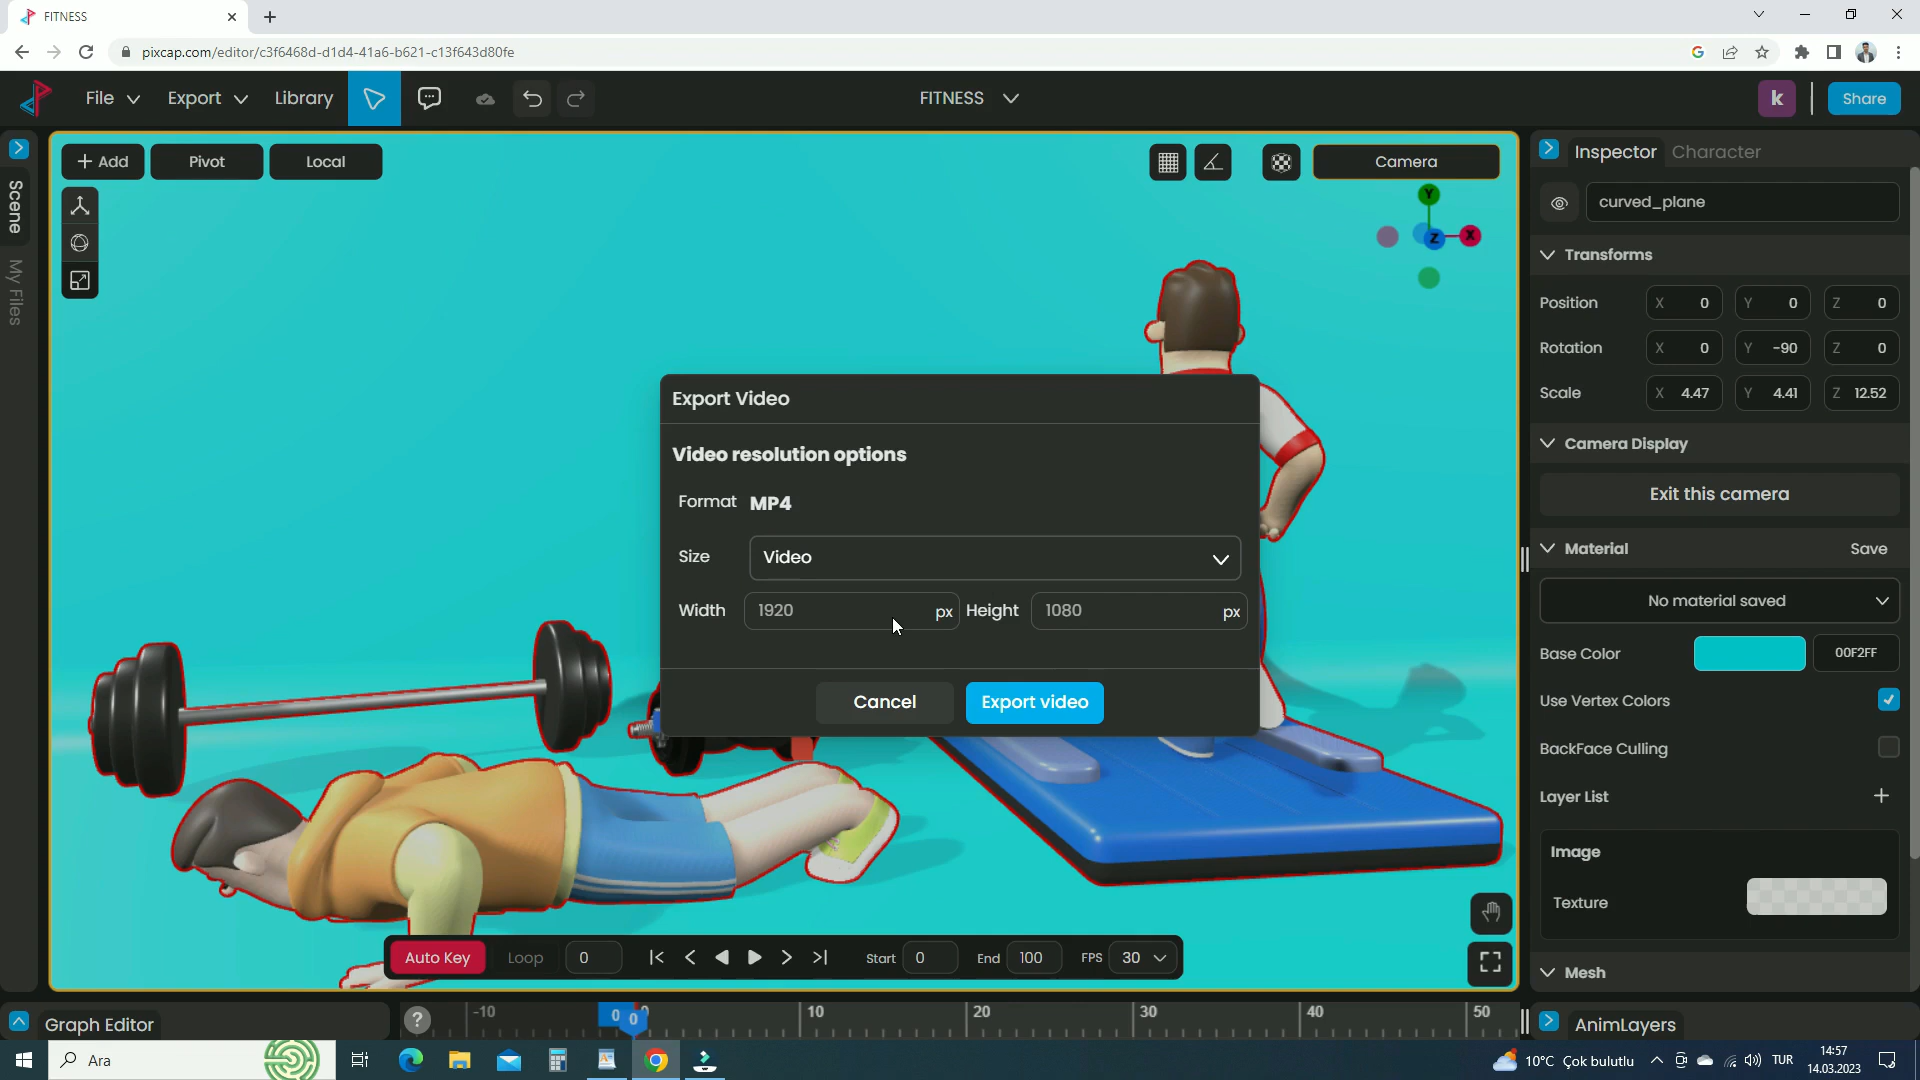 FITNESS
pixcap.com/editor/c3f6468d-d1d4-41a6-b621-c13f643d80fe
File Export Library FITNESS k Share
Scene
My Files
Add Pivot Local Camera
Y
Z X
Inspector Character
curved_plane
Transforms
Position X 0 Y 0 Z 0
Rotation X 0 Y -90 Z 0
Scale X 4.47 Y 4.41 Z 12.52
Camera Display
Exit this camera
Material Save
No material saved
Base Color 00F2FF
Use Vertex Colors
BackFace Culling
Layer List
Image
Texture
Mesh
Export Video
Video resolution options
Format MP4
Size Video
Width 1920 px Height 1080 px
Cancel Export video
Auto Key Loop 0 Start 0 End 100 FPS 30
Graph Editor ? -10 0 0 0 10 20 30 40 50 AnimLayers
Ara 10°C Çok bulutlu TUR 14:57
14.03.2023